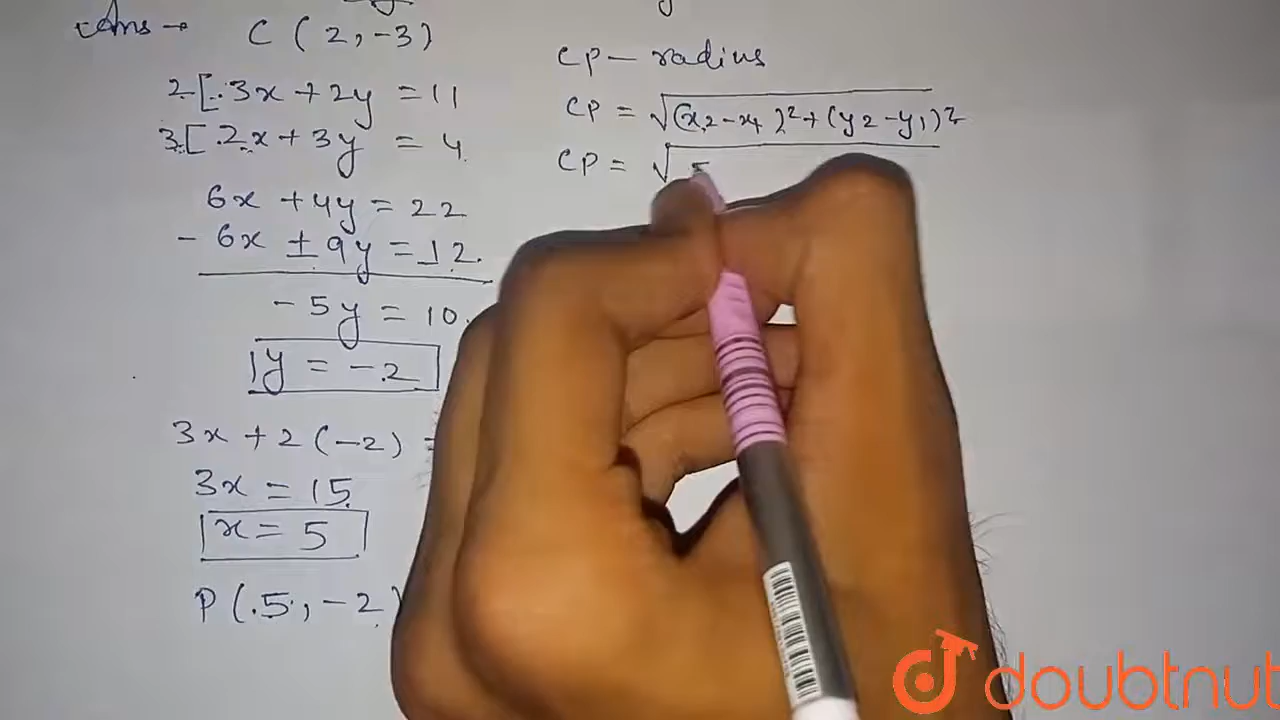 Ans → C (2, -3)
2[ 3x + 2y = 11
3[ 2x + 3y = 4
6x + 4y = 22
- 6x ± 9y = 12
-5y = 10
y = -2
3x + 2(-2) =
3x = 15
x = 5
P(5, -2)
CP - radius
CP = √(x2 - x1)² + (y2 - y1)²
CP = √5
doubtnut